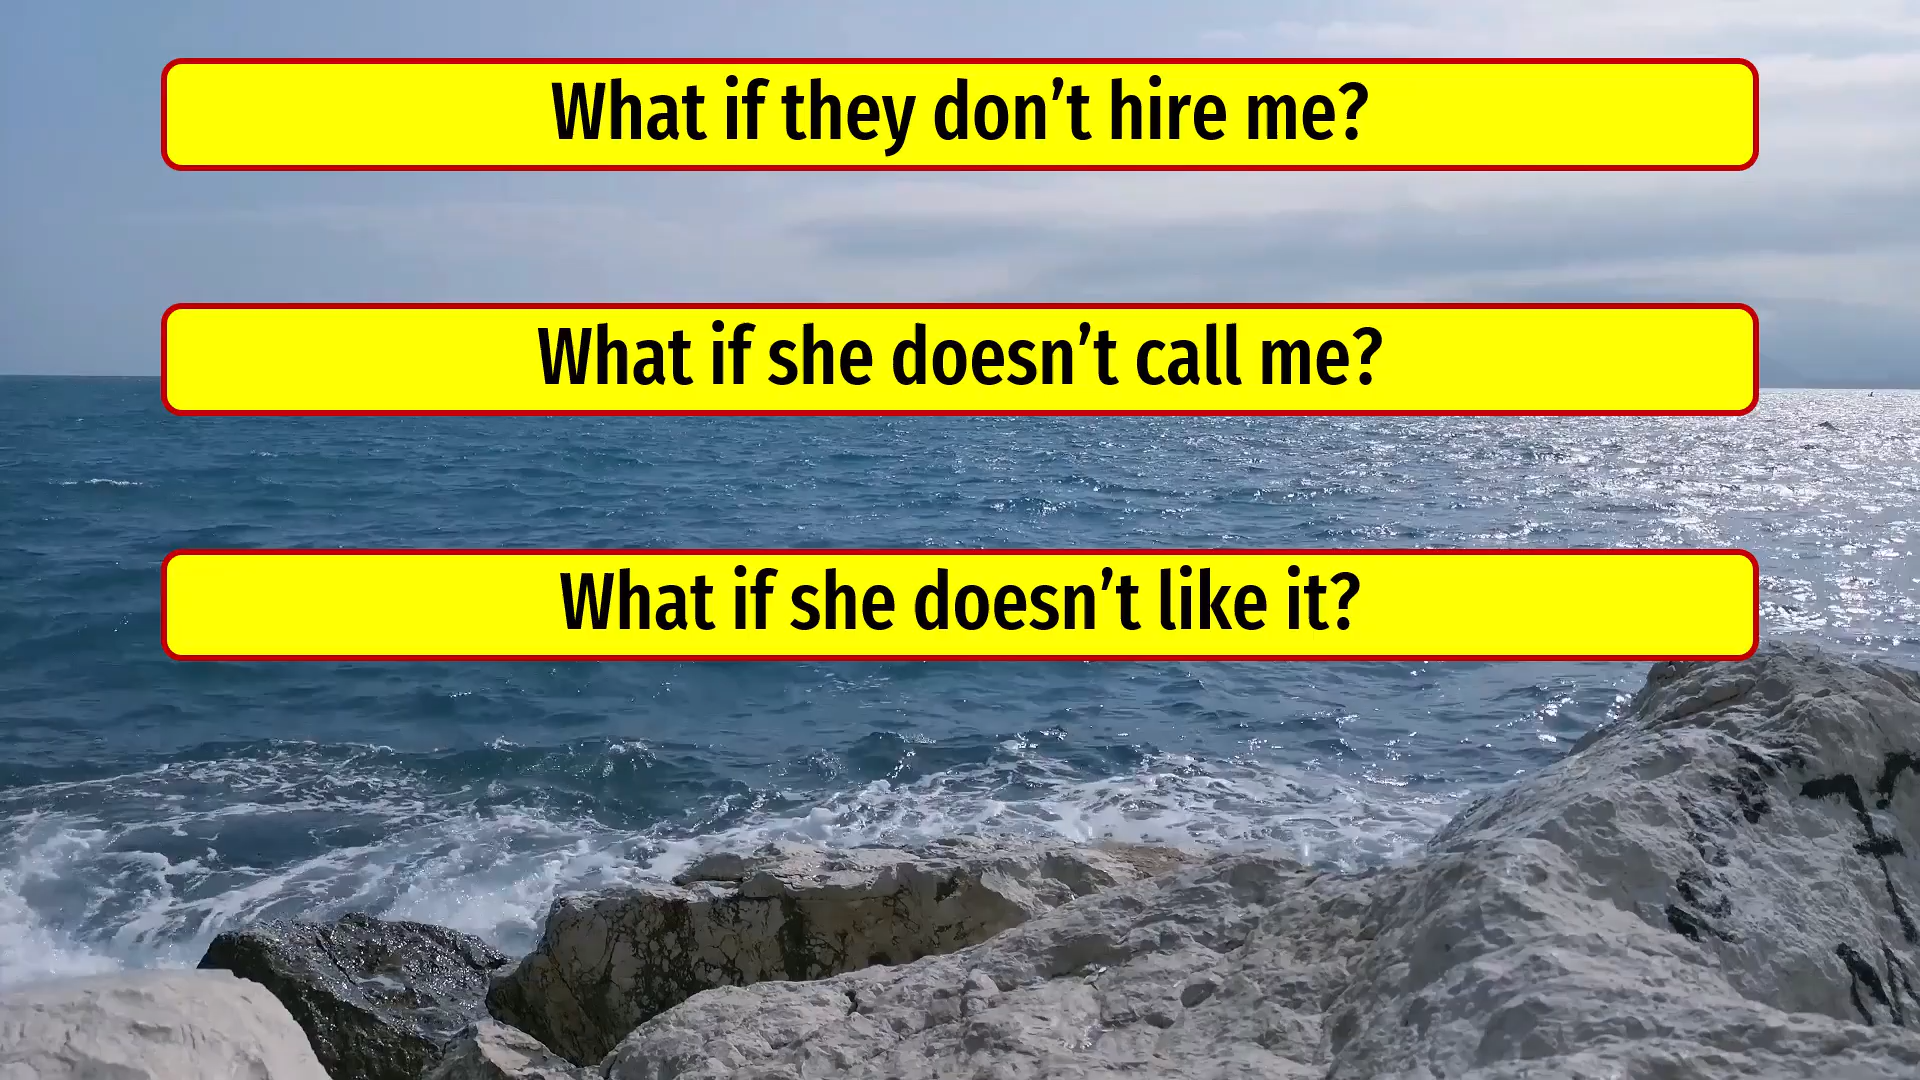 What if they don’t hire me?
What if she doesn’t call me?
What if she doesn’t like it?